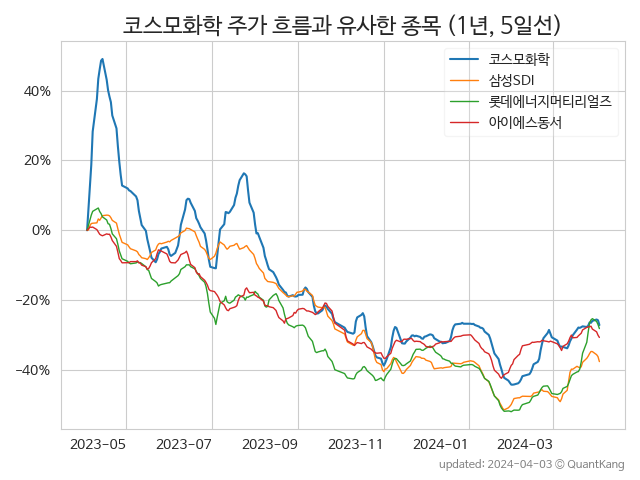 코스모화학 주가 흐름과 유사한 종목 (1년, 5일선)
코스모화학
삼성SDI
롯데에너지머티리얼즈
아이에스동서
40%
20%
0%
−20%
−40%
2023−05
2023−07
2023−09
2023−11
2024−01
2024−03
updated: 2024-04-03 © QuantKang